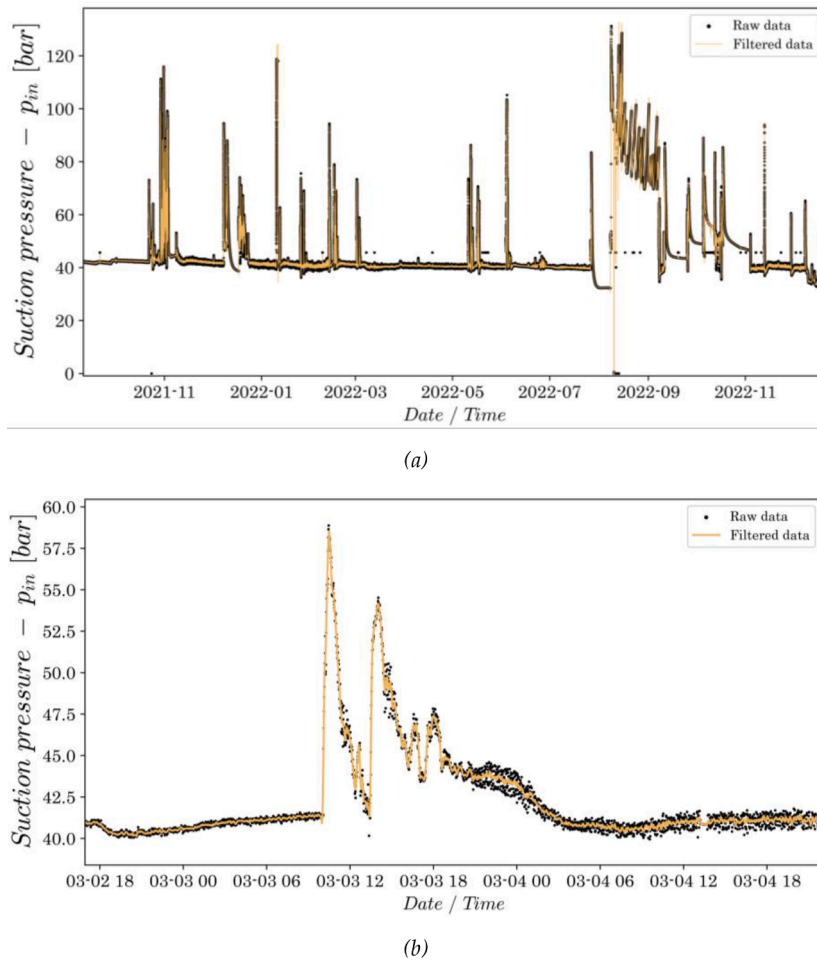 Suction pressure − p_in [bar]
120
100
80
60
40
20
0
Raw data
Filtered data
2021-11 2022-01 2022-03 2022-05 2022-07 2022-09 2022-11
Date / Time
(a)
Suction pressure − p_in [bar]
60.0
57.5
55.0
52.5
50.0
47.5
45.0
42.5
40.0
Raw data
Filtered data
03-02 18 03-03 00 03-03 06 03-03 12 03-03 18 03-04 00 03-04 06 03-04 12 03-04 18
Date / Time
(b)